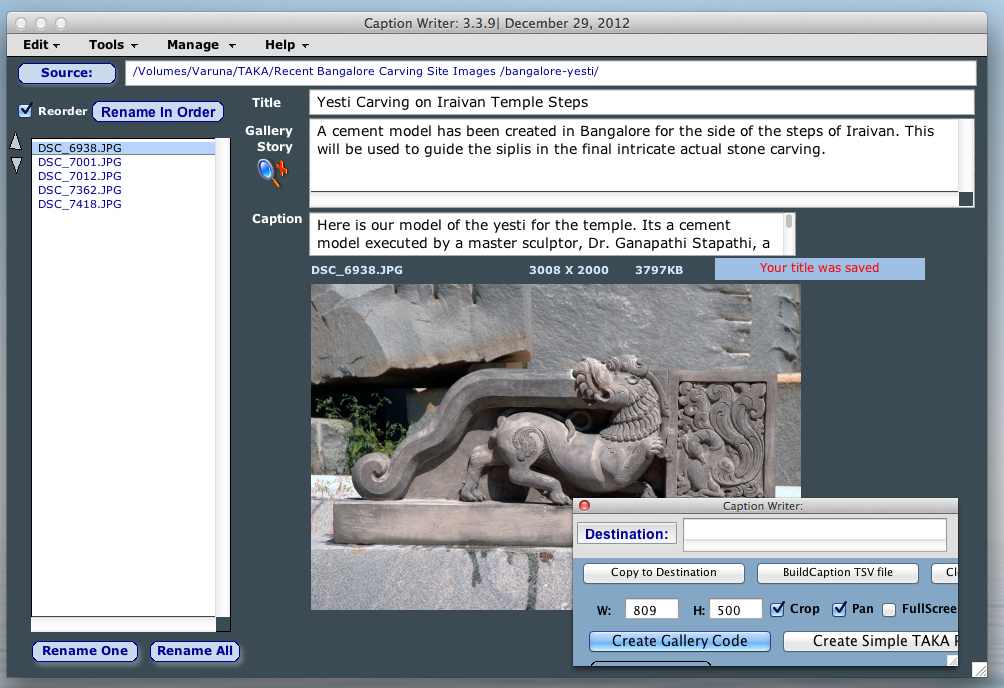 Caption Writer: 3.3.9| December 29, 2012
Edit Tools Manage Help
Source: /Volumes/Varuna/TAKA/Recent Bangalore Carving Site Images /bangalore-yesti/
Reorder Rename In Order
DSC_6938.JPG
DSC_7001.JPG
DSC_7012.JPG
DSC_7362.JPG
DSC_7418.JPG
Rename One Rename All
Title Yesti Carving on Iraivan Temple Steps
Gallery
Story
A cement model has been created in Bangalore for the side of the steps of Iraivan. This
will be used to guide the siplis in the final intricate actual stone carving.
Caption
Here is our model of the yesti for the temple. Its a cement
model executed by a master sculptor, Dr. Ganapathi Stapathi, a
DSC_6938.JPG 3008 X 2000 3797KB Your title was saved
Caption Writer:
Destination:
Copy to Destination BuildCaption TSV file
W: 809 H: 500 Crop Pan FullScree
Create Gallery Code Create Simple TAKA